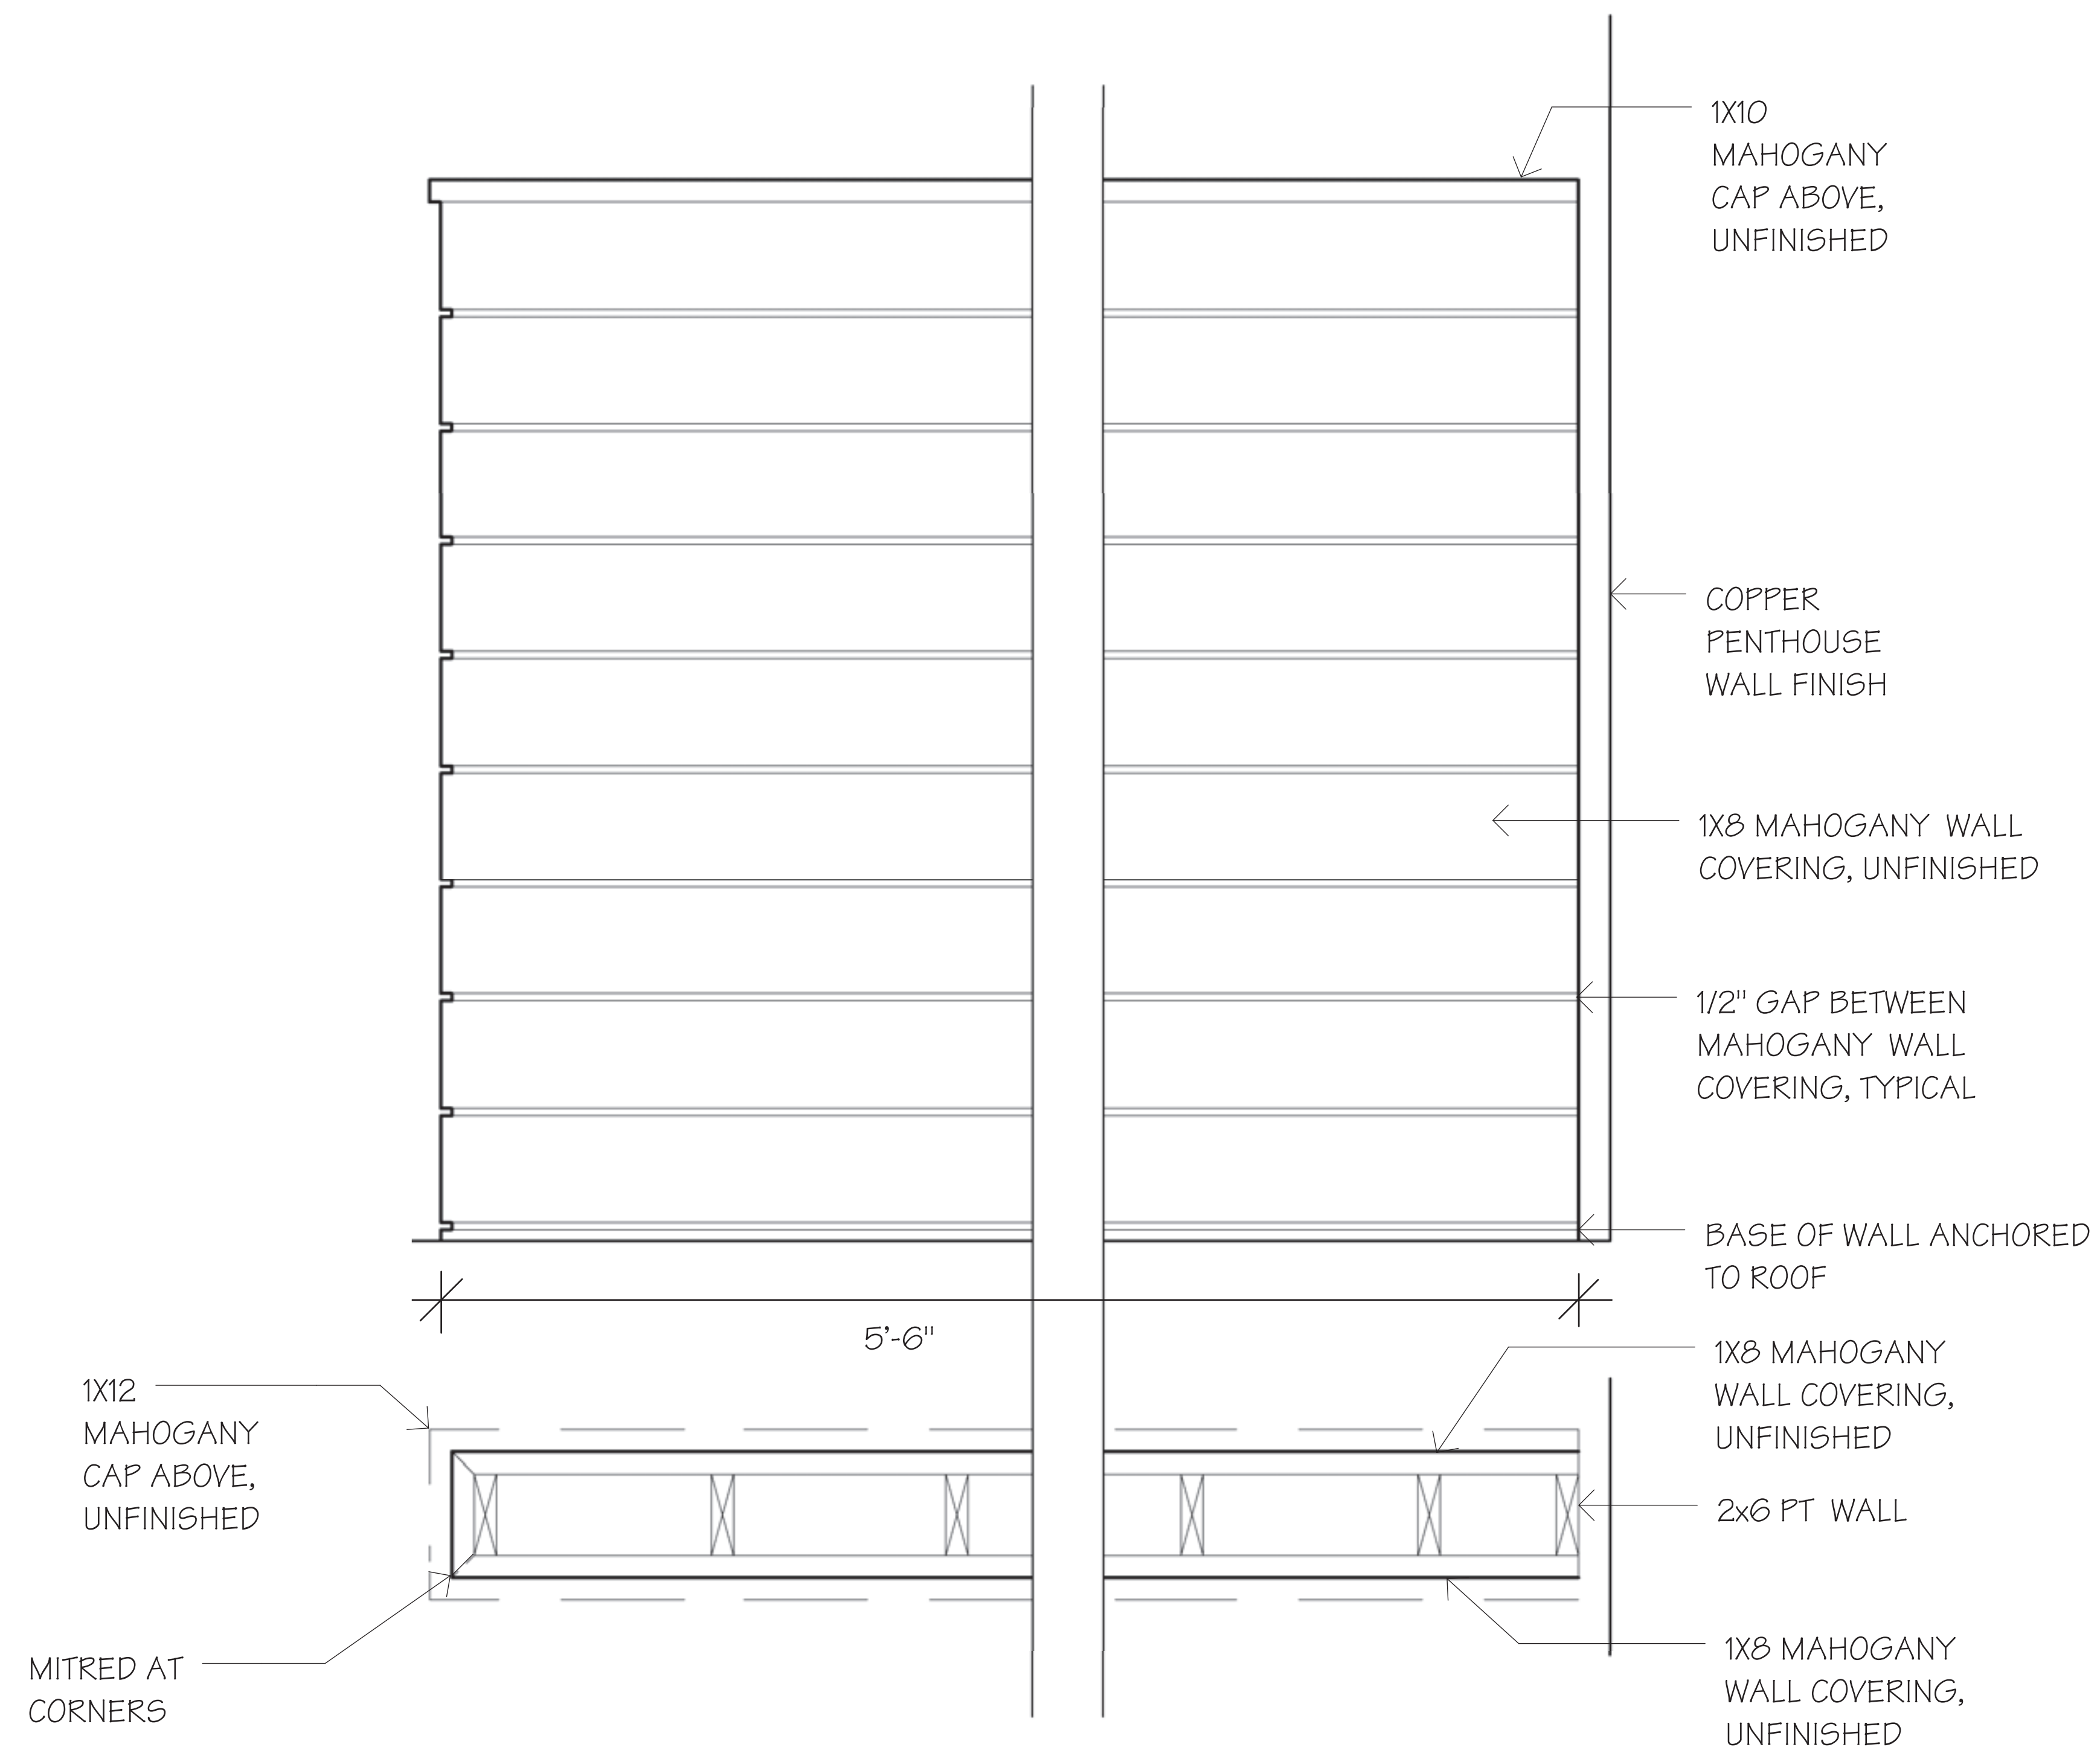 1X10
MAHOGANY
CAP ABOVE,
UNFINISHED
COPPER
PENTHOUSE
WALL FINISH
1X8 MAHOGANY WALL
COVERING, UNFINISHED
1/2" GAP BETWEEN
MAHOGANY WALL
COVERING, TYPICAL
BASE OF WALL ANCHORED
TO ROOF
5'-6"
1X12
MAHOGANY
CAP ABOVE,
UNFINISHED
1X8 MAHOGANY
WALL COVERING,
UNFINISHED
2x6 PT WALL
MITRED AT
CORNERS
1X8 MAHOGANY
WALL COVERING,
UNFINISHED